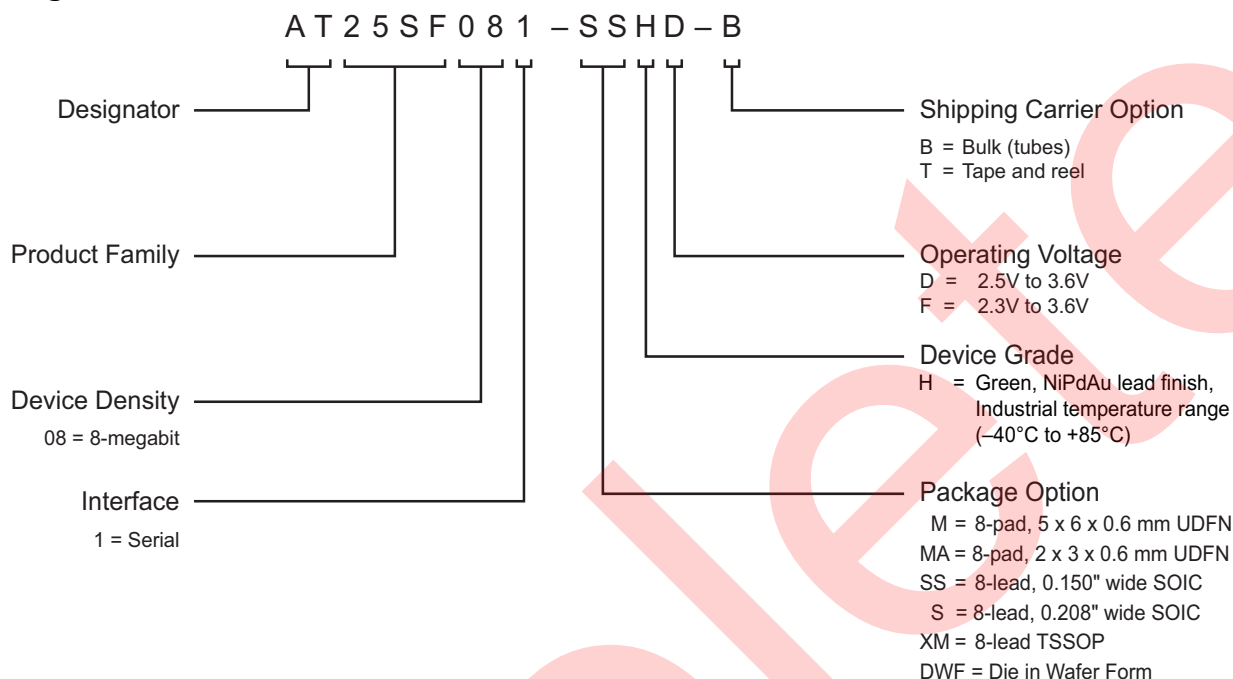 AT25SF081–SSHD–B
Designator
Product Family
Device Density
08 = 8-megabit
Interface
1 = Serial
Shipping Carrier Option
B = Bulk (tubes)
T = Tape and reel
Operating Voltage
D = 2.5V to 3.6V
F = 2.3V to 3.6V
Device Grade
H = Green, NiPdAu lead finish,
Industrial temperature range
(–40°C to +85°C)
Package Option
M = 8-pad, 5 x 6 x 0.6 mm UDFN
MA = 8-pad, 2 x 3 x 0.6 mm UDFN
SS = 8-lead, 0.150" wide SOIC
S = 8-lead, 0.208" wide SOIC
XM = 8-lead TSSOP
DWF = Die in Wafer Form